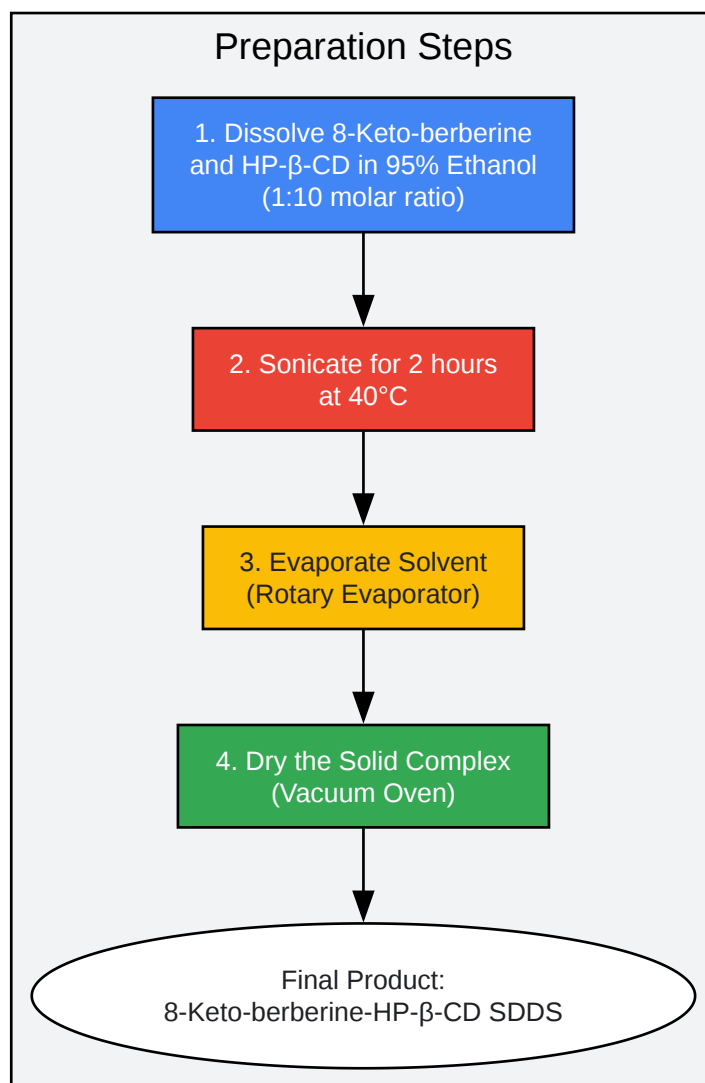 Preparation Steps
1. Dissolve 8-Keto-berberine
and HP-β-CD in 95% Ethanol
(1:10 molar ratio)
2. Sonicate for 2 hours
at 40°C
3. Evaporate Solvent
(Rotary Evaporator)
4. Dry the Solid Complex
(Vacuum Oven)
Final Product:
8-Keto-berberine-HP-β-CD SDDS